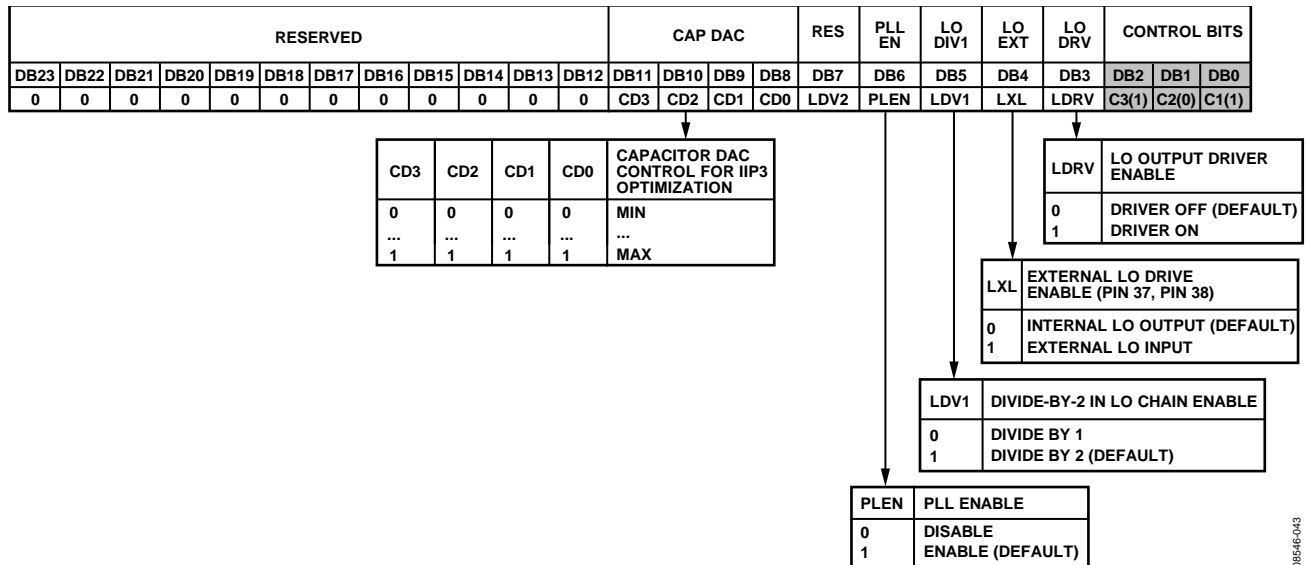 RESERVED CAP DAC RES PLL EN LO DIV1 LO EXT LO DRV CONTROL BITS
DB23 DB22 DB21 DB20 DB19 DB18 DB17 DB16 DB15 DB14 DB13 DB12 DB11 DB10 DB9 DB8 DB7 DB6 DB5 DB4 DB3 DB2 DB1 DB0
0 0 0 0 0 0 0 0 0 0 0 0 CD3 CD2 CD1 CD0 LDV2 PLEN LDV1 LXL LDRV C3(1) C2(0) C1(1)
CD3 CD2 CD1 CD0 CAPACITOR DAC CONTROL FOR IIP3 OPTIMIZATION
0 0 0 0 MIN
... ... ... ... ...
1 1 1 1 MAX
LDRV LO OUTPUT DRIVER ENABLE
0 DRIVER OFF (DEFAULT)
1 DRIVER ON
LXL EXTERNAL LO DRIVE ENABLE (PIN 37, PIN 38)
0 INTERNAL LO OUTPUT (DEFAULT)
1 EXTERNAL LO INPUT
LDV1 DIVIDE-BY-2 IN LO CHAIN ENABLE
0 DIVIDE BY 1
1 DIVIDE BY 2 (DEFAULT)
PLEN PLL ENABLE
0 DISABLE
1 ENABLE (DEFAULT)
08546-043